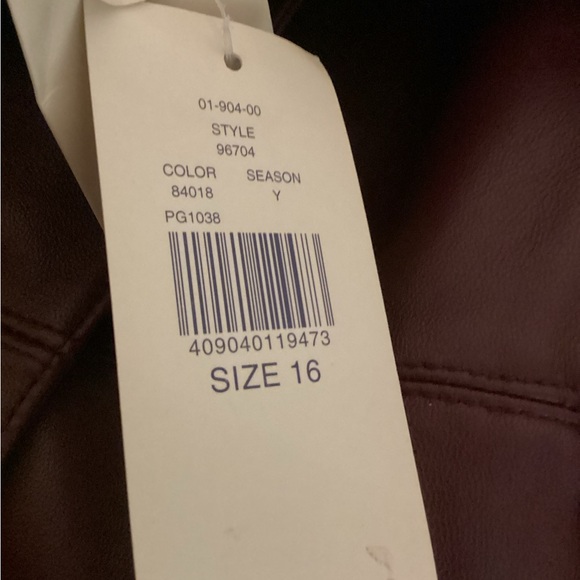 01-904-00
STYLE
96704
COLOR SEASON
84018 Y
PG1038
409040119473
SIZE 16